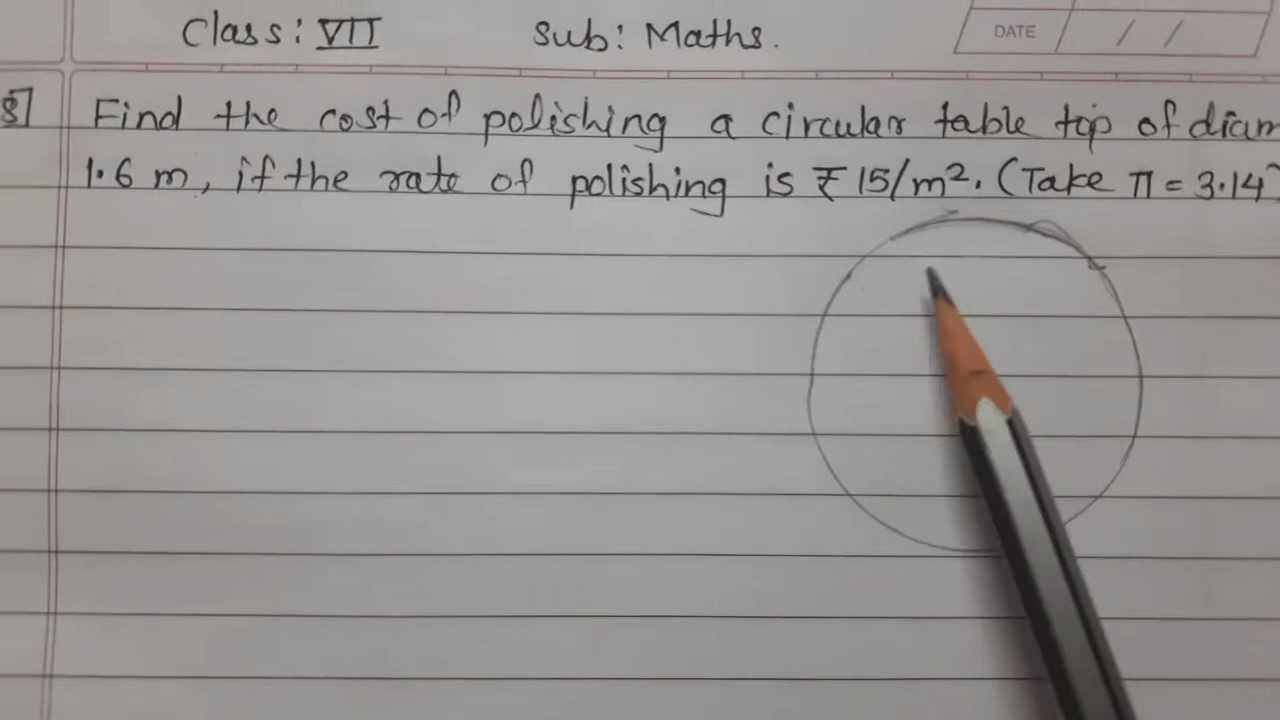 Class: VII Sub: Maths.
DATE / /
8] Find the cost of polishing a circular table top of diam
1.6 m, if the rate of polishing is ₹ 15/m². (Take π = 3.14